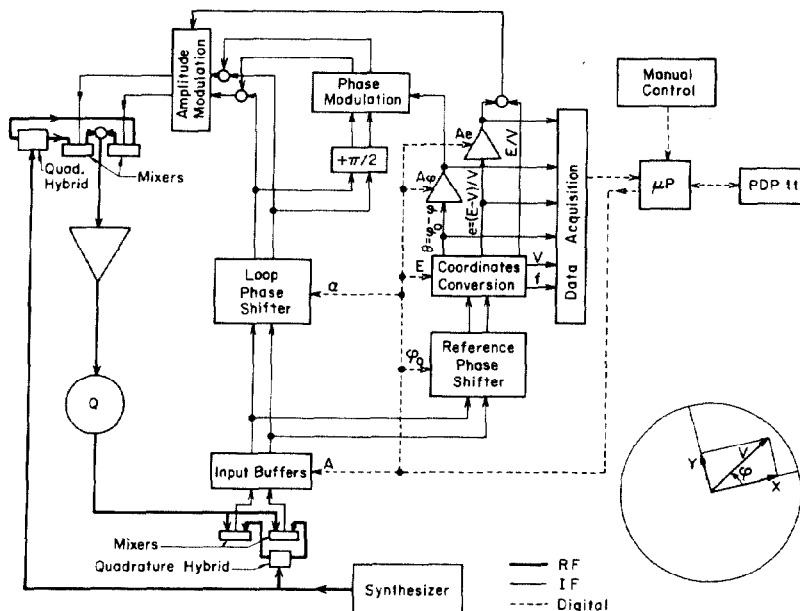 Amplitude
Modulation
Phase
Modulation
+π/2
Quad.
Hybrid
Mixers
Ae
Aφ
E/V
e=(E-V)/V
Manual
Control
μP
PDP 11
Data Acquisition
Loop
Phase
Shifter
α
E
Coordinates
Conversion
V
f
φ₀
Reference
Phase
Shifter
Q
Input Buffers
A
Mixers
Quadrature Hybrid
Synthesizer
RF
IF
Digital
V
Y
φ
X